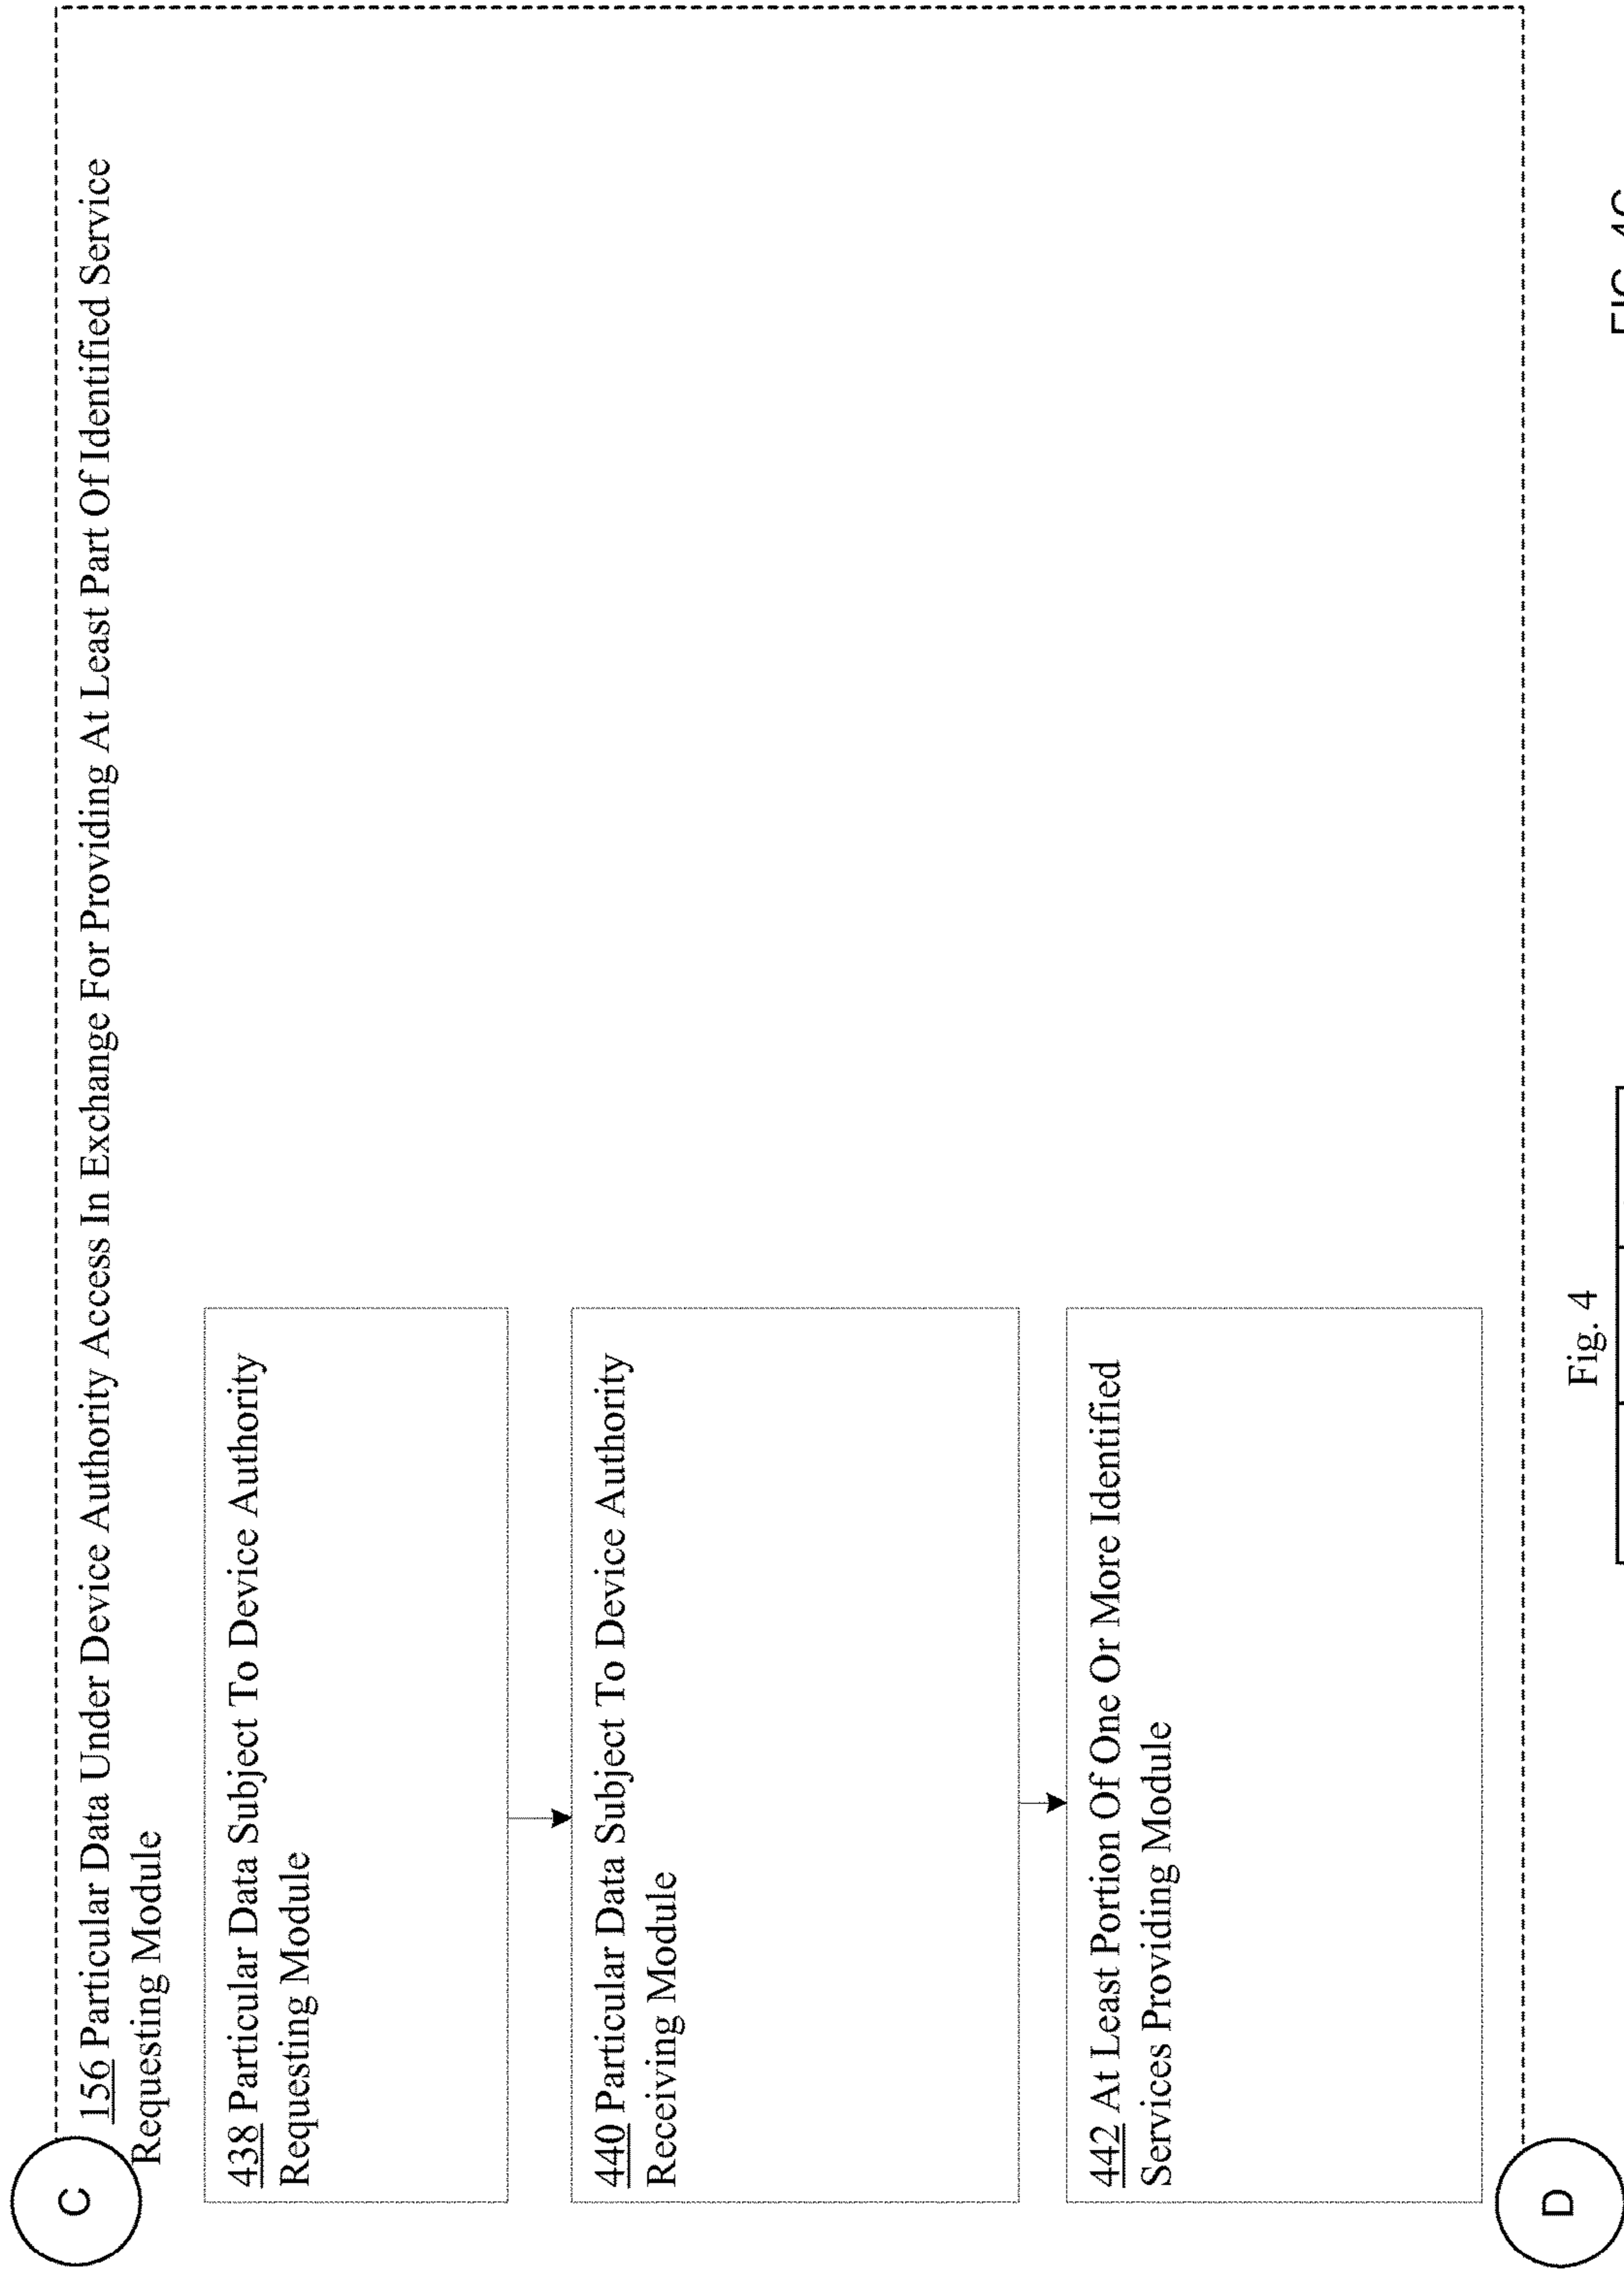 C
156 Particular Data Under Device Authority Access In Exchange For Providing At Least Part Of Identified Service
Requesting Module
438 Particular Data Subject To Device Authority
Requesting Module
440 Particular Data Subject To Device Authority
Receiving Module
442 At Least Portion Of One Or More Identified
Services Providing Module
D
Fig. 4